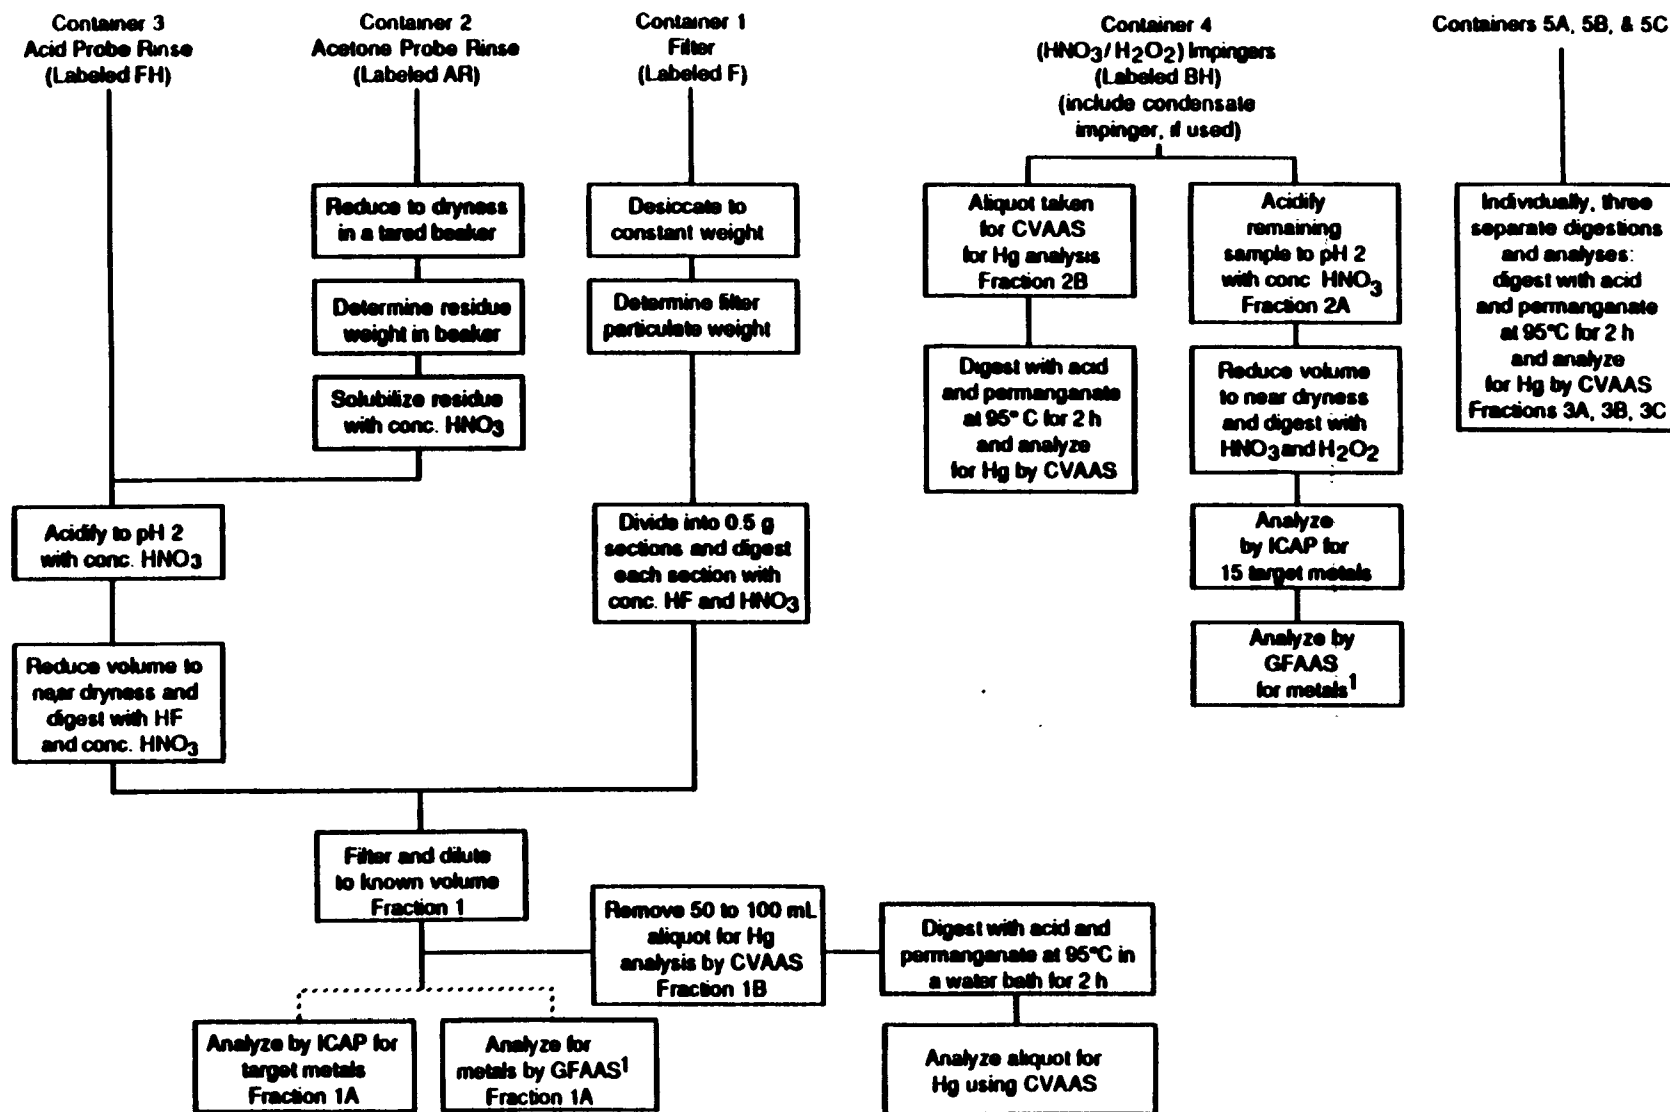 Container 3
Acid Probe Rinse
(Labeled FH)
Container 2
Acetone Probe Rinse
(Labeled AR)
Container 1
Filter
(Labeled F)
Container 4
(HNO3/H2O2) Impingers
(Labeled BH)
(include condensate
impinger, if used)
Containers 5A, 5B, & 5C
Reduce to dryness
in a tared beaker
Determine residue
weight in beaker
Solubilize residue
with conc. HNO3
Desiccate to
constant weight
Determine filter
particulate weight
Divide into 0.5 g
sections and digest
each section with
conc. HF and HNO3
Acidify to pH 2
with conc. HNO3
Reduce volume to
near dryness and
digest with HF
and conc. HNO3
Aliquot taken
for CVAAS
for Hg analysis
Fraction 2B
Digest with acid
and permanganate
at 95° C for 2 h
and analyze
for Hg by CVAAS
Acidify
remaining
sample to pH 2
with conc HNO3
Fraction 2A
Reduce volume
to near dryness
and digest with
HNO3 and H2O2
Analyze
by ICAP for
15 target metals
Analyze by
GFAAS
for metals1
Individually, three
separate digestions
and analyses:
digest with acid
and permanganate
at 95°C for 2 h
and analyze
for Hg by CVAAS
Fractions 3A, 3B, 3C
Filter and dilute
to known volume
Fraction 1
Remove 50 to 100 mL
aliquot for Hg
analysis by CVAAS
Fraction 1B
Digest with acid and
permanganate at 95°C in
a water bath for 2 h
Analyze aliquot for
Hg using CVAAS
Analyze by ICAP for
target metals
Fraction 1A
Analyze for
metals by GFAAS1
Fraction 1A